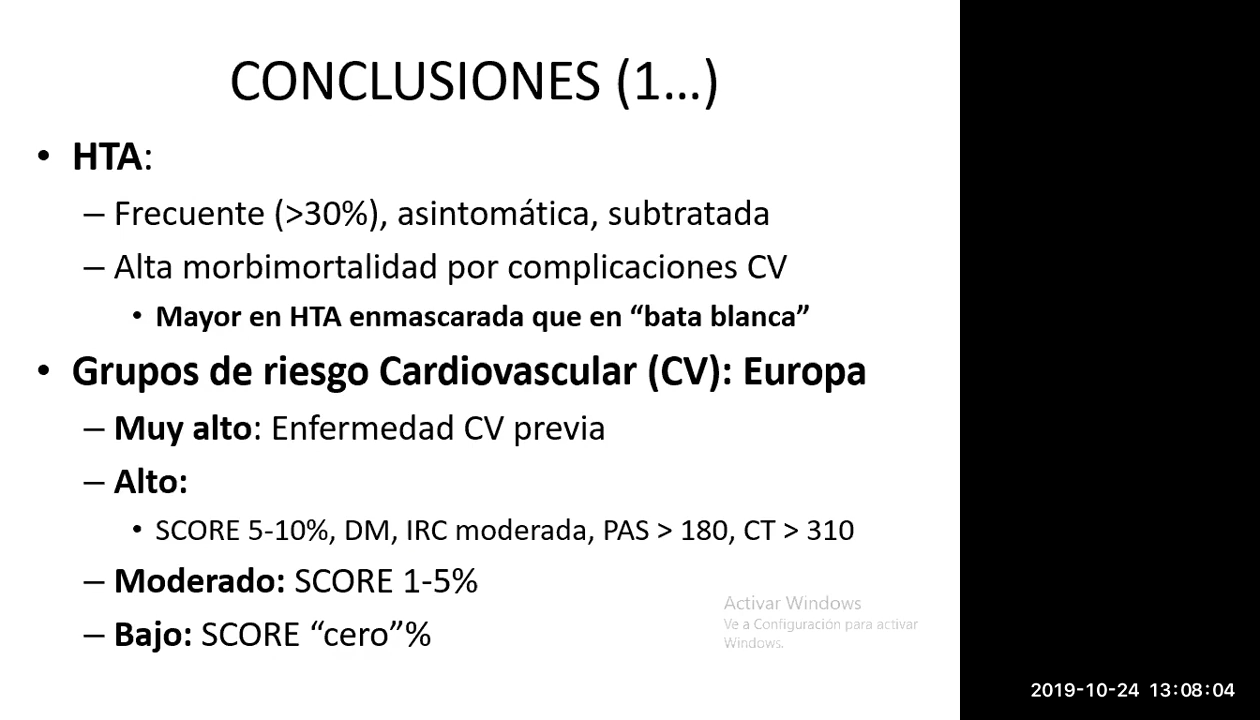 CONCLUSIONES (1...)
• HTA:
– Frecuente (>30%), asintomática, subtratada
– Alta morbimortalidad por complicaciones CV
• Mayor en HTA enmascarada que en “bata blanca”
• Grupos de riesgo Cardiovascular (CV): Europa
– Muy alto: Enfermedad CV previa
– Alto:
• SCORE 5-10%, DM, IRC moderada, PAS > 180, CT > 310
– Moderado: SCORE 1-5%
– Bajo: SCORE “cero”%
Activar Windows
Ve a Configuración para activar
Windows.
2019-10-24 13:08:04